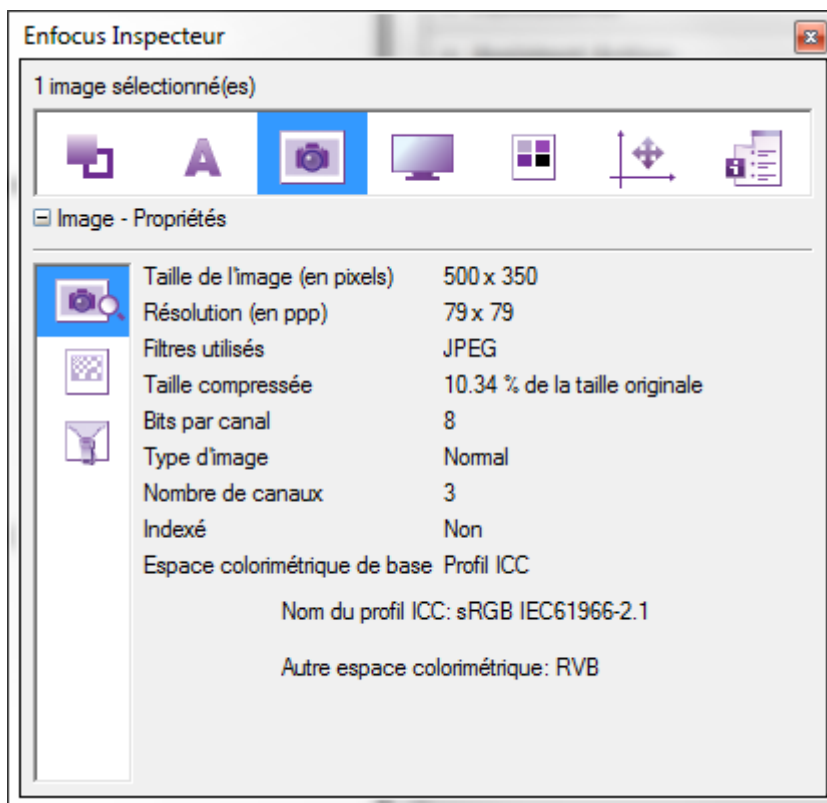 Enfocus Inspecteur
1 image sélectionné(es)
A
Image - Propriétés
Taille de l'image (en pixels) 500 x 350
Résolution (en ppp) 79 x 79
Filtres utilisés JPEG
Taille compressée 10.34 % de la taille originale
Bits par canal 8
Type d'image Normal
Nombre de canaux 3
Indexé Non
Espace colorimétrique de base Profil ICC
Nom du profil ICC: sRGB IEC61966-2.1
Autre espace colorimétrique: RVB